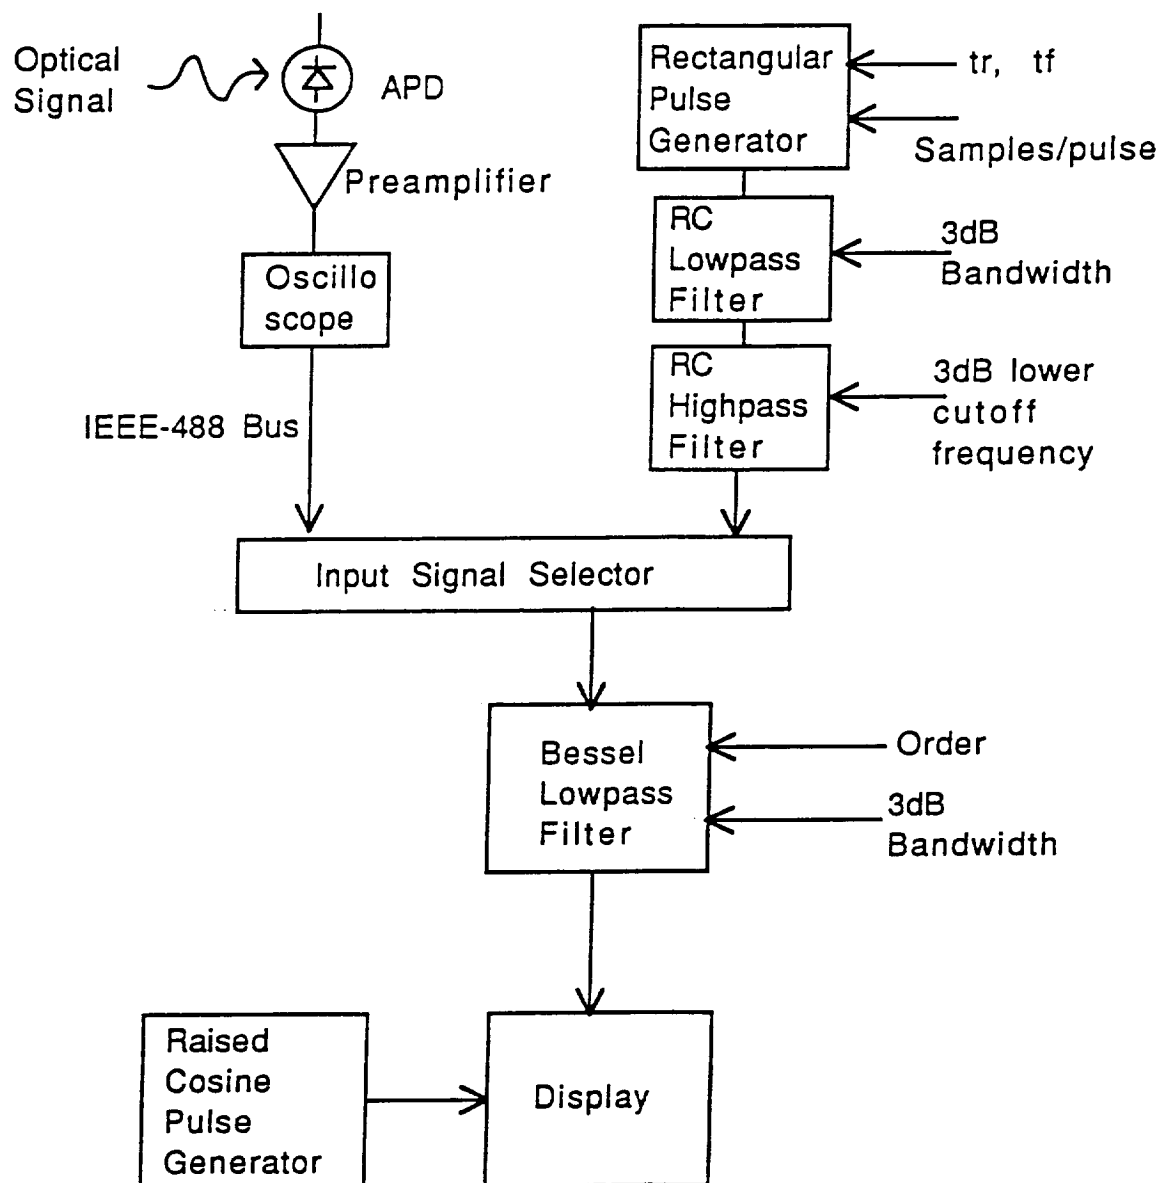 Optical
Signal
APD
Preamplifier
Oscillo
scope
IEEE-488 Bus
Rectangular
Pulse
Generator
tr, tf
Samples/pulse
RC
Lowpass
Filter
3dB
Bandwidth
RC
Highpass
Filter
3dB lower
cutoff
frequency
Input Signal Selector
Bessel
Lowpass
Filter
Order
3dB
Bandwidth
Raised
Cosine
Pulse
Generator
Display